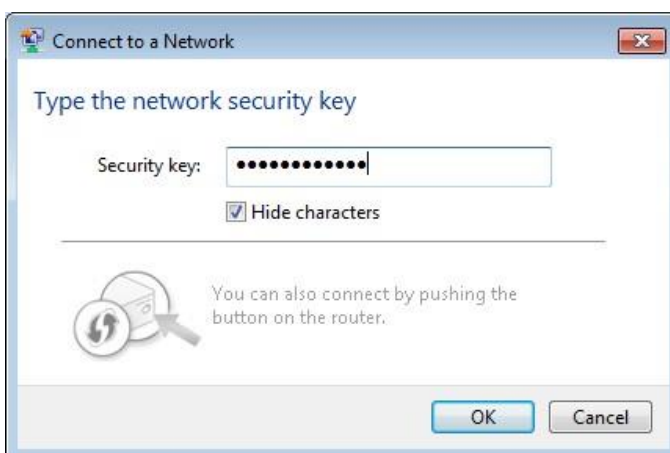 Connect to a Network
Type the network security key
Security key: ••••••••••••
Hide characters
You can also connect by pushing the
button on the router.
OK Cancel